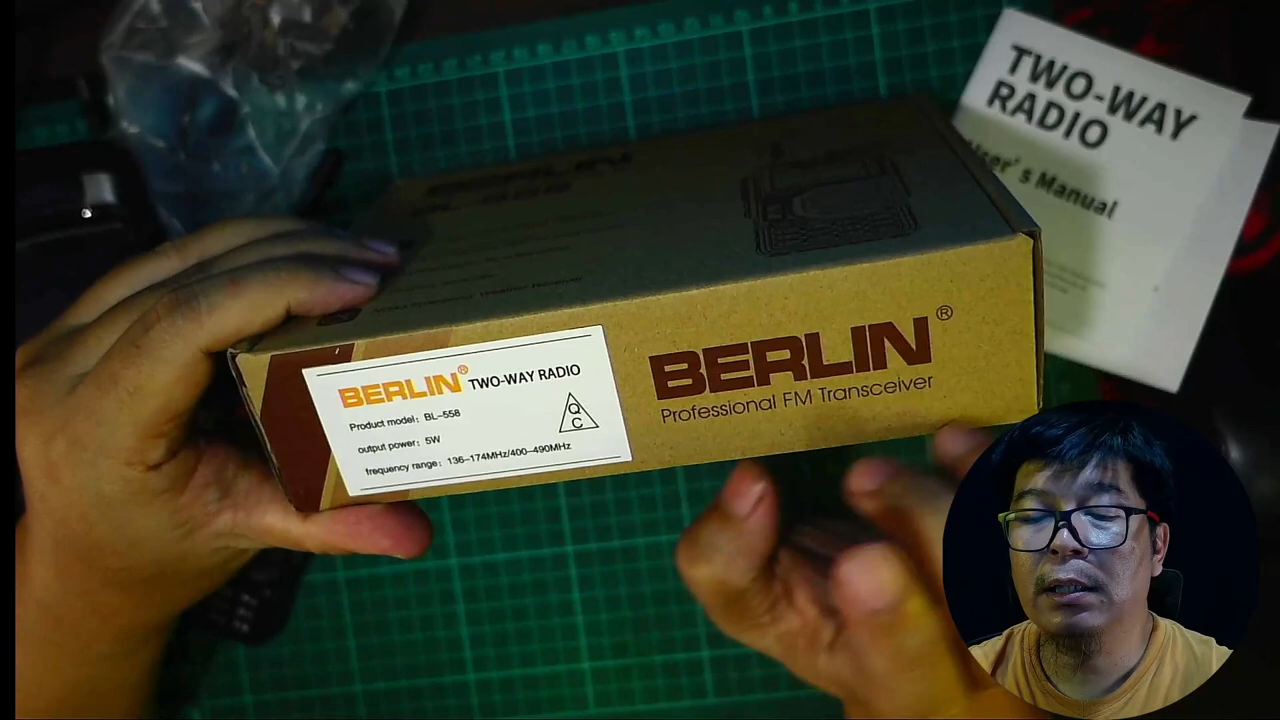 TWO-WAY
RADIO
User's Manual
BERLIN
BERLIN® TWO-WAY RADIO
Product model: BL-558
output power: 5W
frequency range: 136-174MHz/400-490MHz
QC
BERLIN®
Professional FM Transceiver